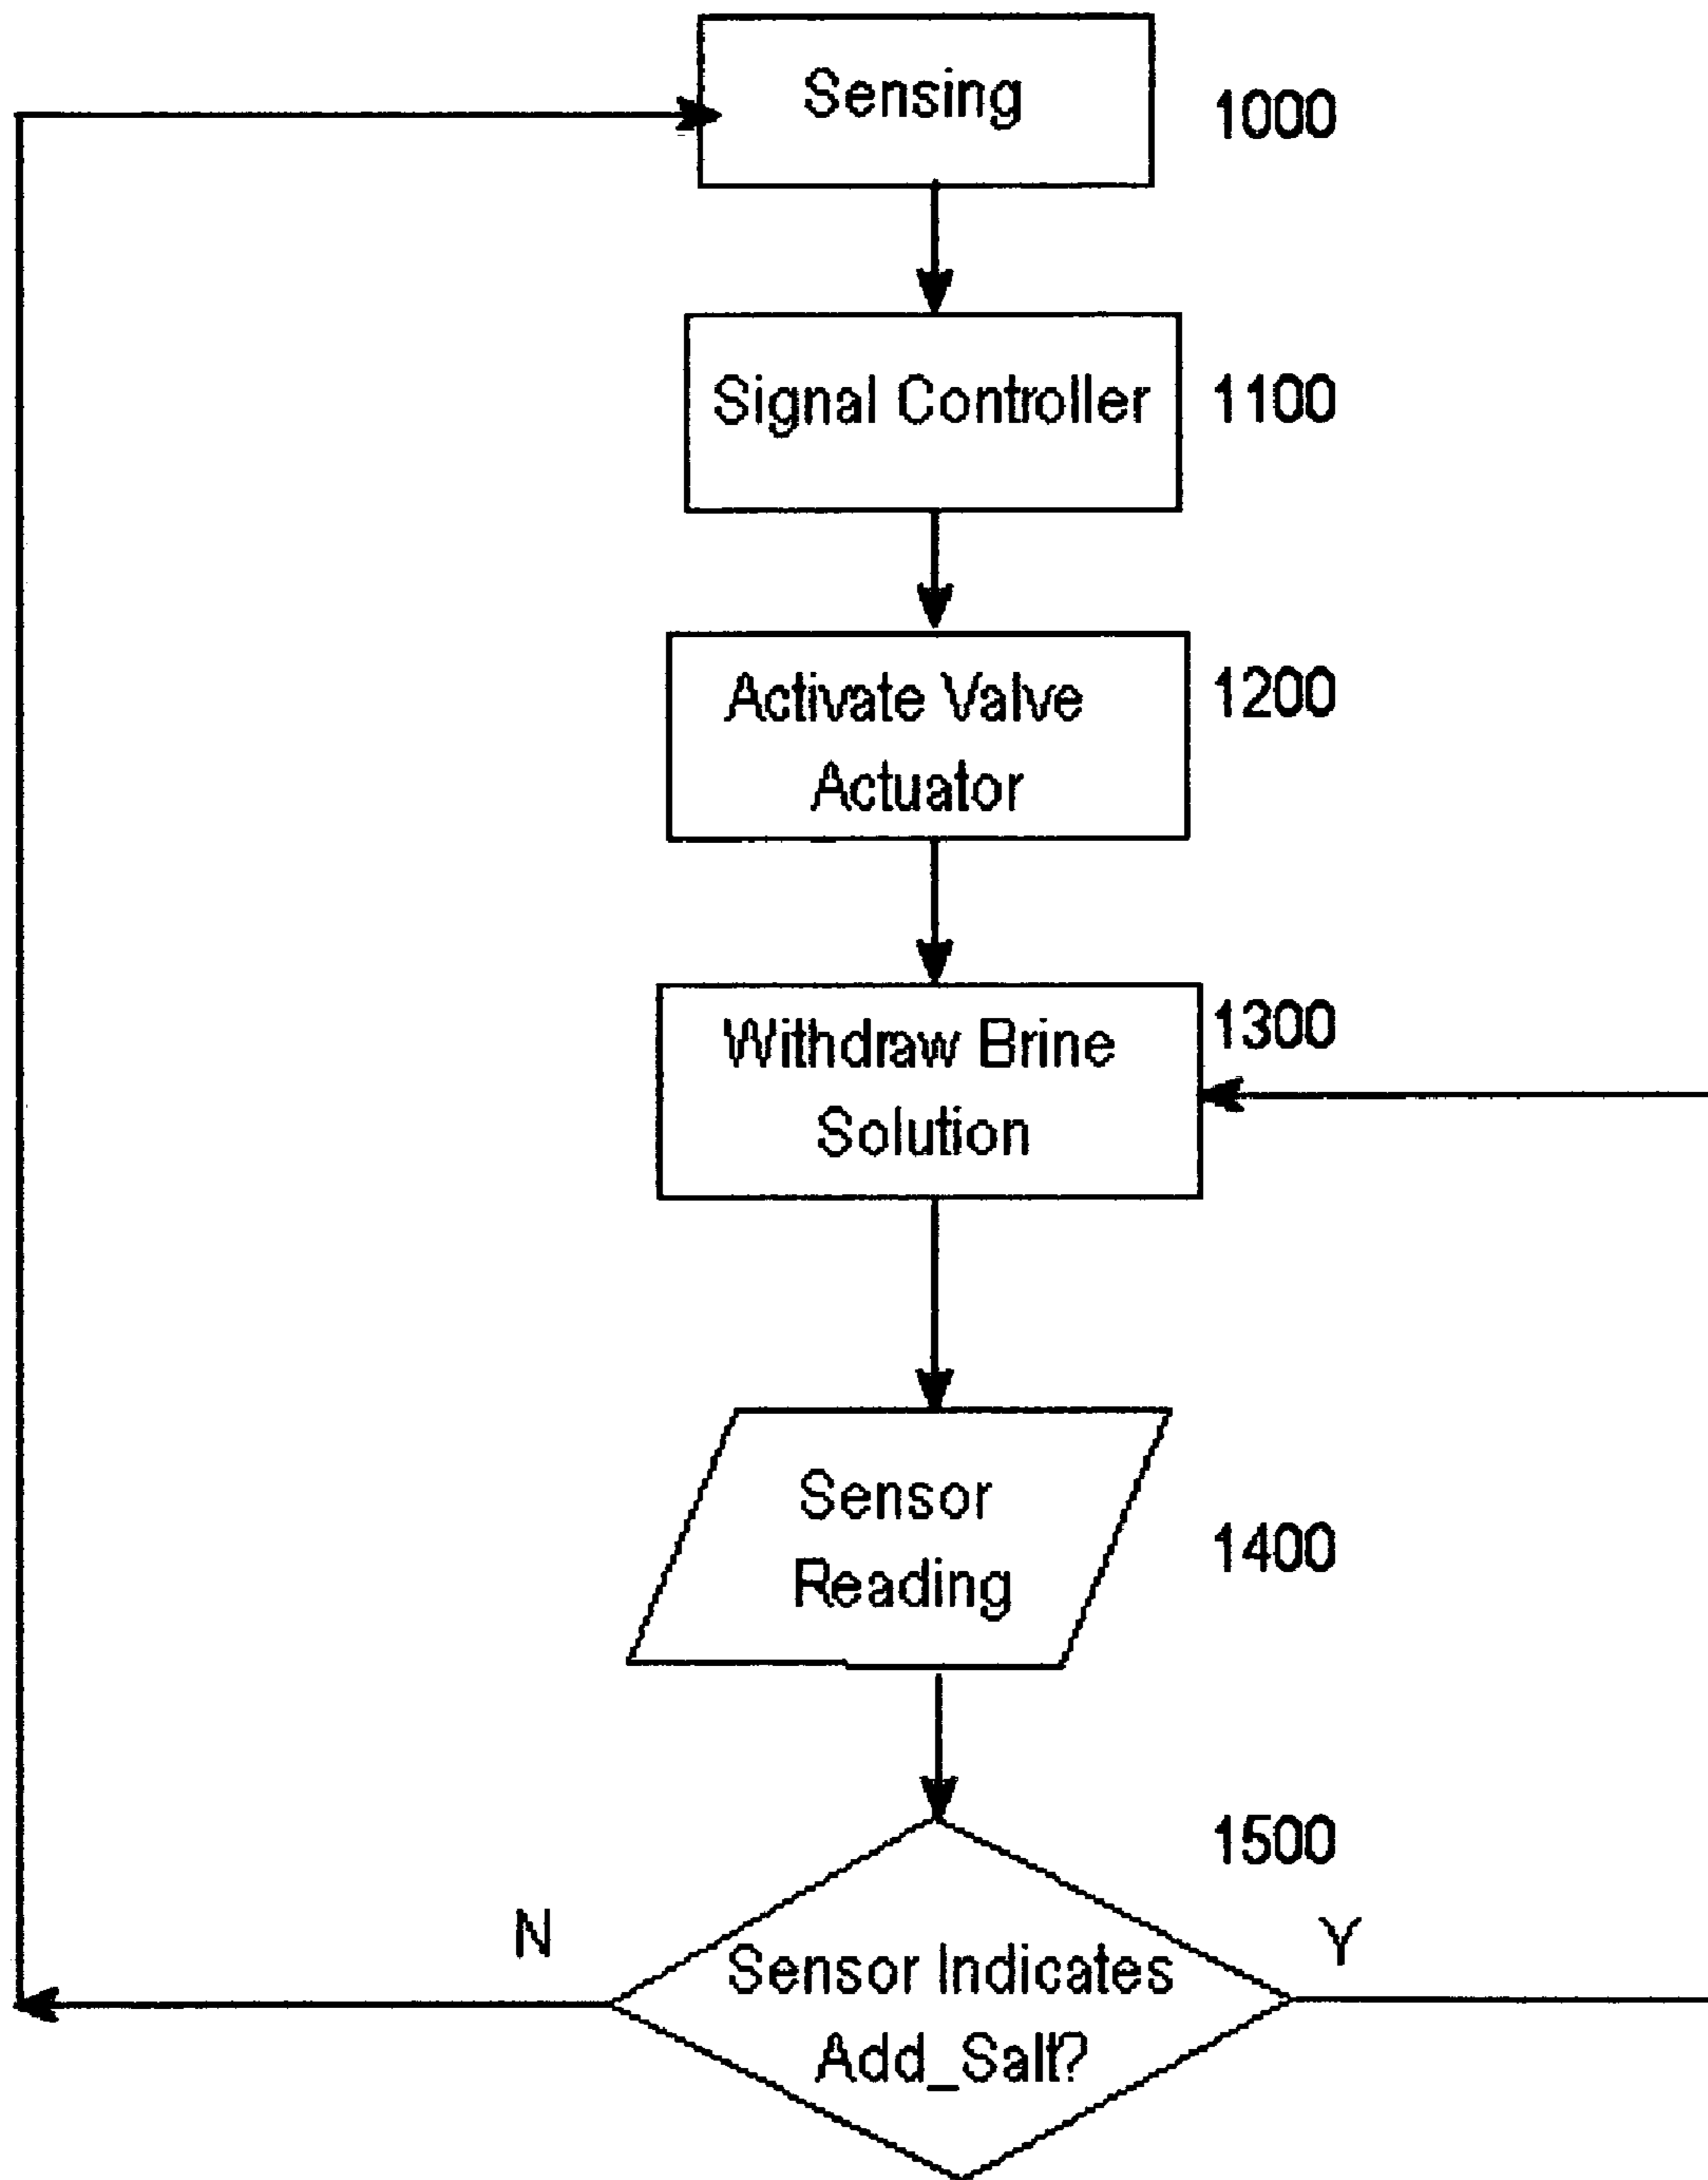 Sensing
1000
Signal Controller
1100
Activate Valve
Actuator
1200
Withdraw Brine
Solution
1300
Sensor
Reading
1400
1500
N
Y
Sensor Indicates
Add_Salt?